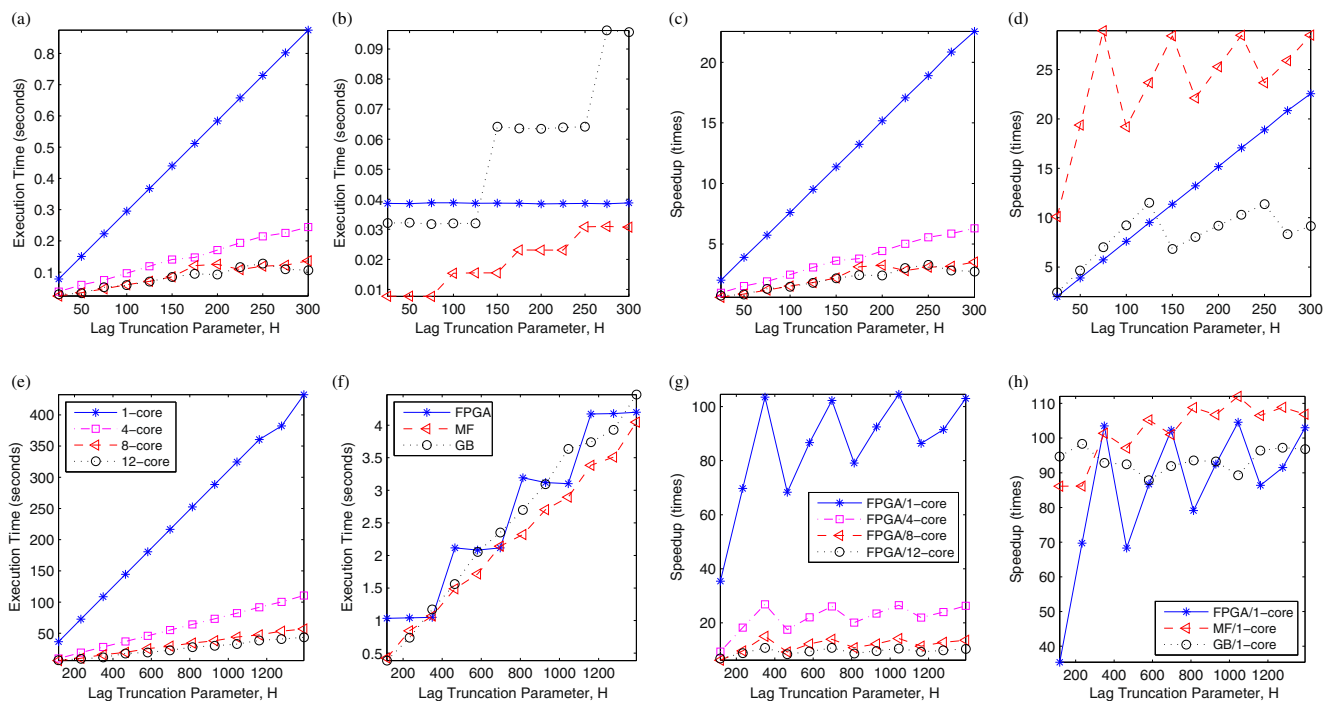 (a)
Execution Time (seconds)
0.8
0.7
0.6
0.5
0.4
0.3
0.2
0.1
50 100 150 200 250 300
Lag Truncation Parameter, H
(b)
Execution Time (seconds)
0.09
0.08
0.07
0.06
0.05
0.04
0.03
0.02
0.01
50 100 150 200 250 300
Lag Truncation Parameter, H
(c)
Speedup (times)
20
15
10
5
50 100 150 200 250 300
Lag Truncation Parameter, H
(d)
Speedup (times)
25
20
15
10
5
50 100 150 200 250 300
Lag Truncation Parameter, H
(e)
Execution Time (seconds)
400
350
300
250
200
150
100
50
1−core
4−core
8−core
12−core
200 400 600 800 1000 1200
Lag Truncation Parameter, H
(f)
Execution Time (seconds)
4
3.5
3
2.5
2
1.5
1
0.5
FPGA
MF
GB
200 400 600 800 1000 1200
Lag Truncation Parameter, H
(g)
Speedup (times)
100
80
60
40
20
FPGA/1−core
FPGA/4−core
FPGA/8−core
FPGA/12−core
200 400 600 800 1000 1200
Lag Truncation Parameter, H
(h)
Speedup (times)
120
110
100
90
80
70
60
50
40
FPGA/1−core
MF/1−core
GB/1−core
200 400 600 800 1000 1200 1400
Lag Truncation Parameter, H